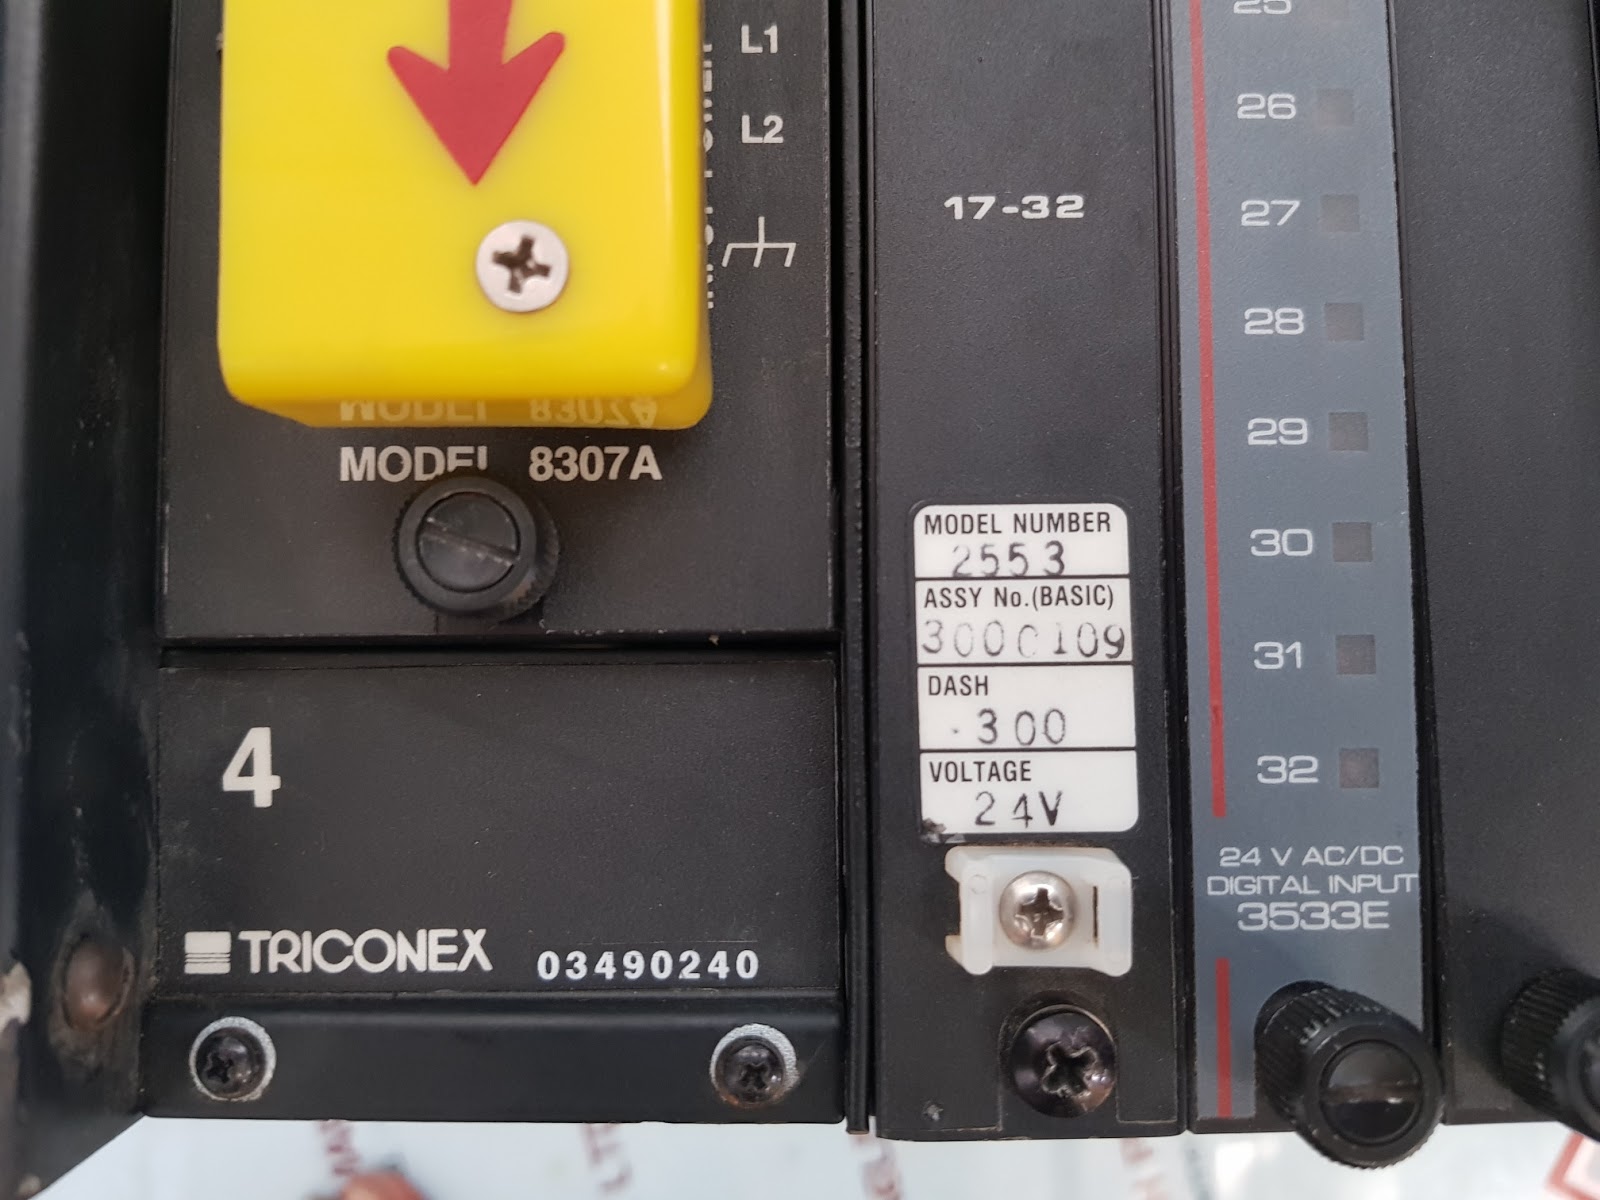 L1
L2
MODEL 8307A
4
TRICONEX 03490240
17-32
MODEL NUMBER
2553
ASSY No.(BASIC)
3000109
DASH
-300
VOLTAGE
24V
25
26
27
28
29
30
31
32
24 V AC/DC
DIGITAL INPUT
3533E